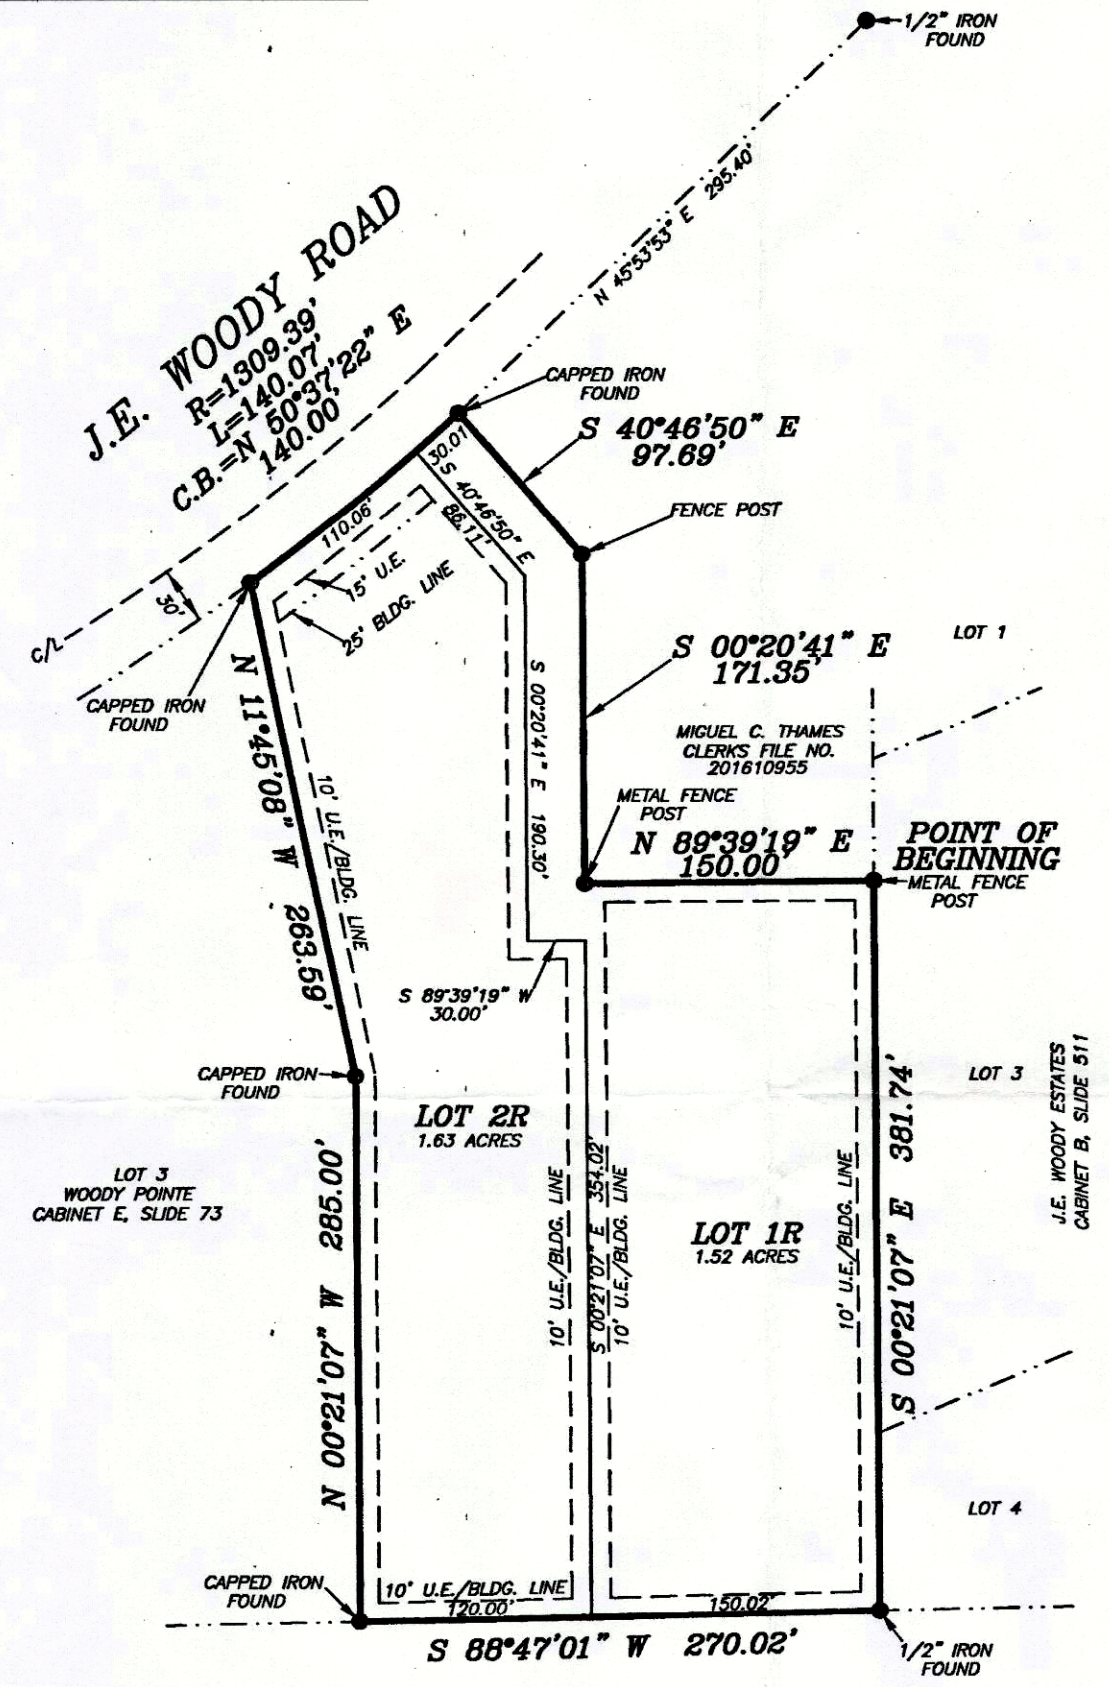 1/2" IRON
FOUND
N 45°53'53" E 295.40'
J.E. WOODY ROAD
R=1309.39'
L=140.07'
C.B.=N 50°37'22" E
140.00'
CAPPED IRON
FOUND
S 40°46'50" E
97.69'
30.01
S 40°46'50" E
86.11'
FENCE POST
110.06'
15' U.E.
25' BLDG. LINE
30'
C/L
CAPPED IRON
FOUND
S 00°20'41" E
171.35'
LOT 1
N 11°45'08" W 263.59'
10' U.E./BLDG. LINE
S 00°20'41" E 190.30'
MIGUEL C. THAMES
CLERKS FILE NO.
201610955
METAL FENCE
POST
N 89°39'19" E
150.00'
POINT OF
BEGINNING
METAL FENCE
POST
S 89°39'19" W
30.00'
CAPPED IRON
FOUND
LOT 2R
1.63 ACRES
LOT 3
J.E. WOODY ESTATES
CABINET B, SLIDE 511
LOT 3
WOODY POINTE
CABINET E, SLIDE 73
N 00°21'07" W 285.00'
10' U.E./BLDG. LINE
S 00°21'07" E 354.02'
10' U.E./BLDG. LINE
LOT 1R
1.52 ACRES
10' U.E./BLDG. LINE
S 00°21'07" E 381.74'
LOT 4
CAPPED IRON
FOUND
10' U.E./BLDG. LINE
120.00'
150.02'
S 88°47'01" W 270.02'
1/2" IRON
FOUND